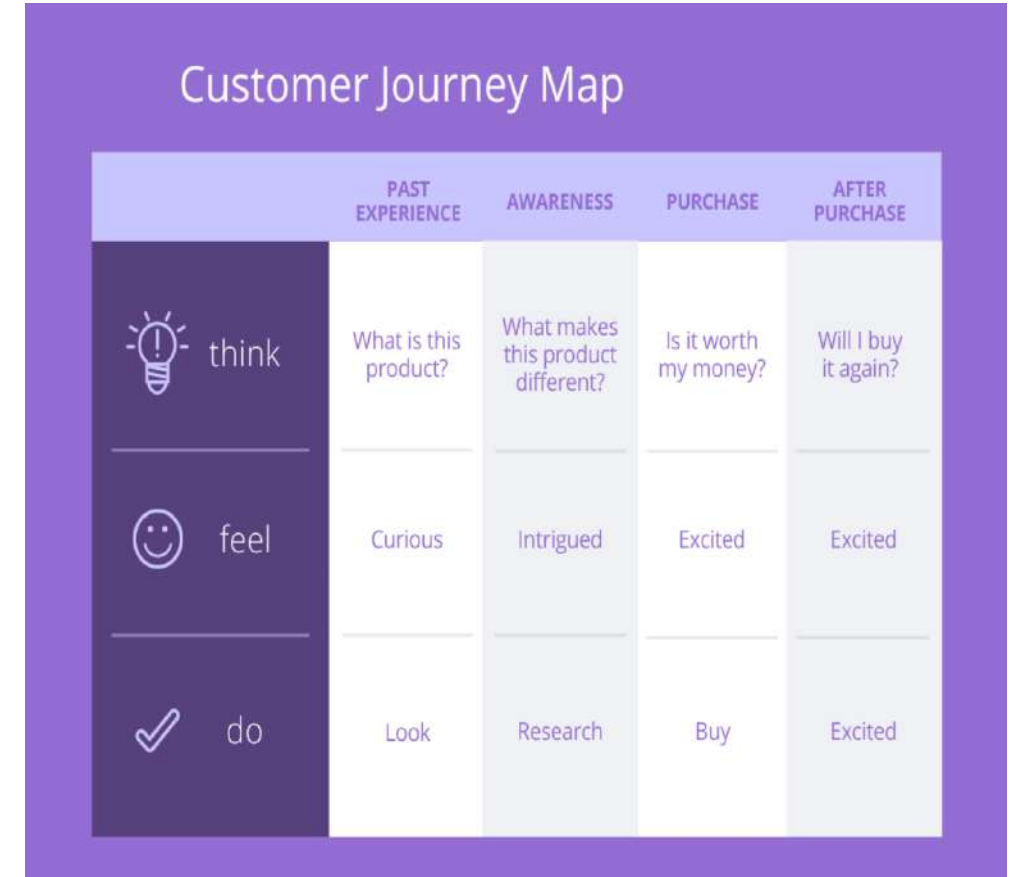 Customer Journey Map
PAST
EXPERIENCE
AWARENESS
PURCHASE
AFTER
PURCHASE
think
What is this
product?
What makes
this product
different?
Is it worth
my money?
Will I buy
it again?
feel
Curious
Intrigued
Excited
Excited
do
Look
Research
Buy
Excited